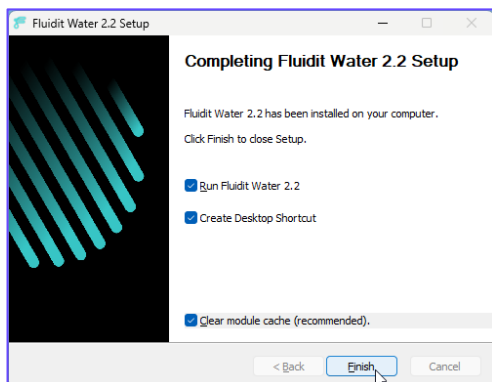 Fluidit Water 2.2 Setup
Completing Fluidit Water 2.2 Setup
Fluidit Water 2.2 has been installed on your computer.
Click Finish to close Setup.
Run Fluidit Water 2.2
Create Desktop Shortcut
Clear module cache (recommended).
< Back Finish Cancel